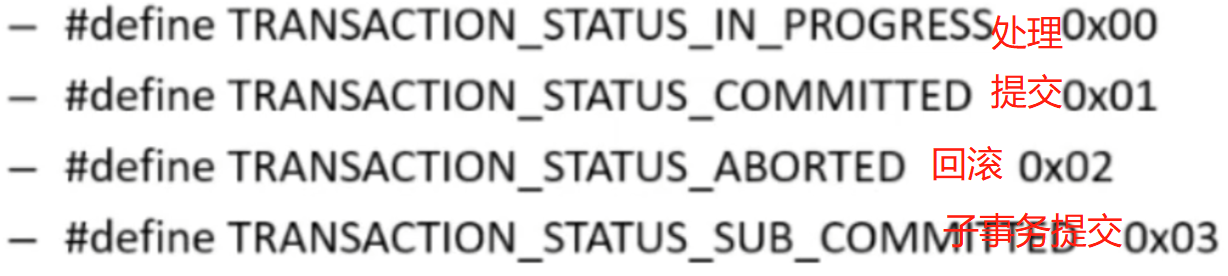 – #define TRANSACTION_STATUS_IN_PROGRESS 处理 0x00
– #define TRANSACTION_STATUS_COMMITTED 提交 0x01
– #define TRANSACTION_STATUS_ABORTED 回滚 0x02
– #define TRANSACTION_STATUS_SUB_COMMITTED 子事务提交 0x03